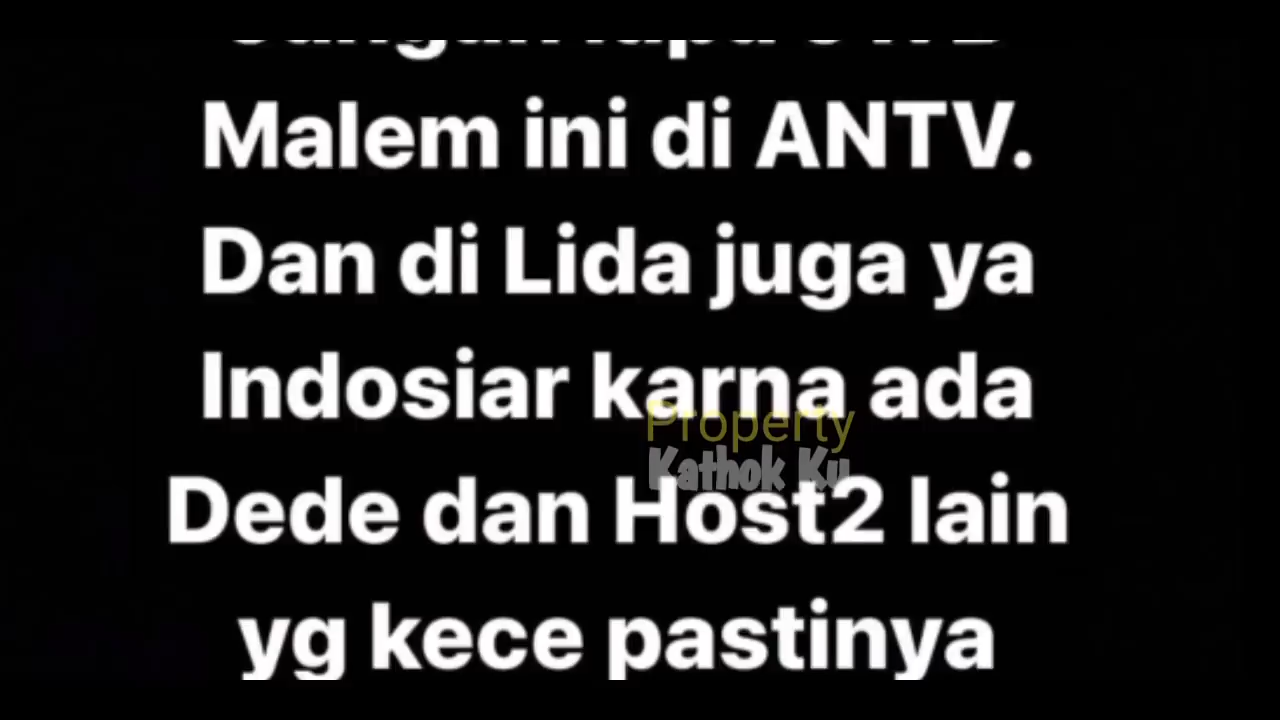 Malem ini di ANTV.
Dan di Lida juga ya
Indosiar karna ada
Property
Kathok Ku
Dede dan Host2 lain
yg kece pastinya